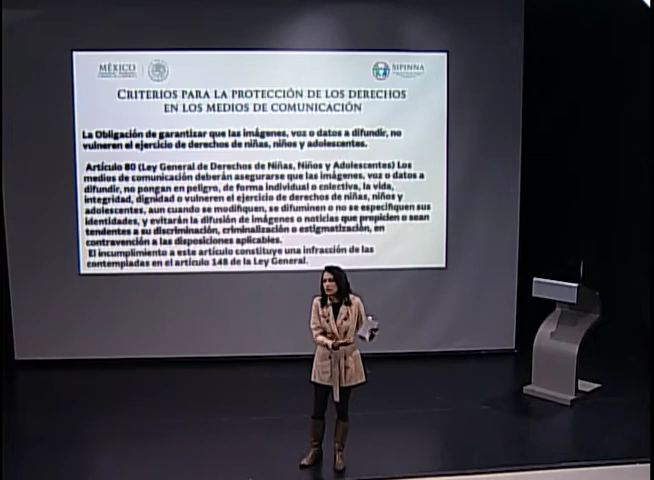 MÉXICO
SIPINNA
CRITERIOS PARA LA PROTECCIÓN DE LOS DERECHOS
EN LOS MEDIOS DE COMUNICACIÓN
La Obligación de garantizar que las imágenes, voz o datos a difundir, no
vulneren el ejercicio de derechos de niñas, niños y adolescentes.
Artículo 80 (Ley General de Derechos de Niñas, Niños y Adolescentes) Los
medios de comunicación deberán asegurarse que las imágenes, voz o datos a
difundir, no pongan en peligro, de forma individual o colectiva, la vida,
integridad, dignidad o vulneren el ejercicio de derechos de niñas, niños y
adolescentes, aun cuando se modifiquen, se difuminen o no se especifiquen sus
identidades, y evitarán la difusión de imágenes o noticias que propicien o sean
tendentes a su discriminación, criminalización o estigmatización, en
contravención a las disposiciones aplicables.
El incumplimiento a este artículo constituye una infracción de las
contempladas en el artículo 148 de la Ley General.